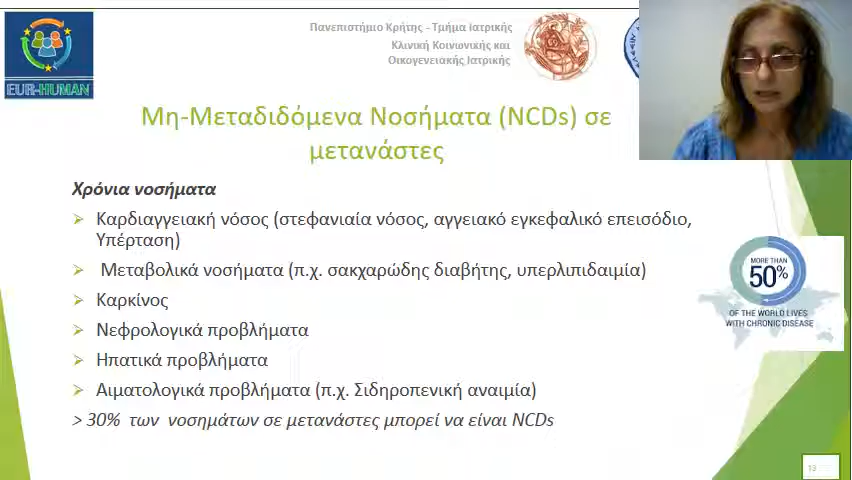 Πανεπιστήμιο Κρήτης - Τμήμα Ιατρικής
Κλινική Κοινωνικής και
Οικογενειακής Ιατρικής
EUR-HUMAN
Μη-Μεταδιδόμενα Νοσήματα (NCDs) σε
μετανάστες
Χρόνια νοσήματα
Καρδιαγγειακή νόσος (στεφανιαία νόσος, αγγειακό εγκεφαλικό επεισόδιο,
Υπέρταση)
Μεταβολικά νοσήματα (π.χ. σακχαρώδης διαβήτης, υπερλιπιδαιμία)
Καρκίνος
Νεφρολογικά προβλήματα
Ηπατικά προβλήματα
Αιματολογικά προβλήματα (π.χ. Σιδηροπενική αναιμία)
> 30% των νοσημάτων σε μετανάστες μπορεί να είναι NCDs
MORE THAN
50%
OF THE WORLD LIVES
WITH CHRONIC DISEASE
13